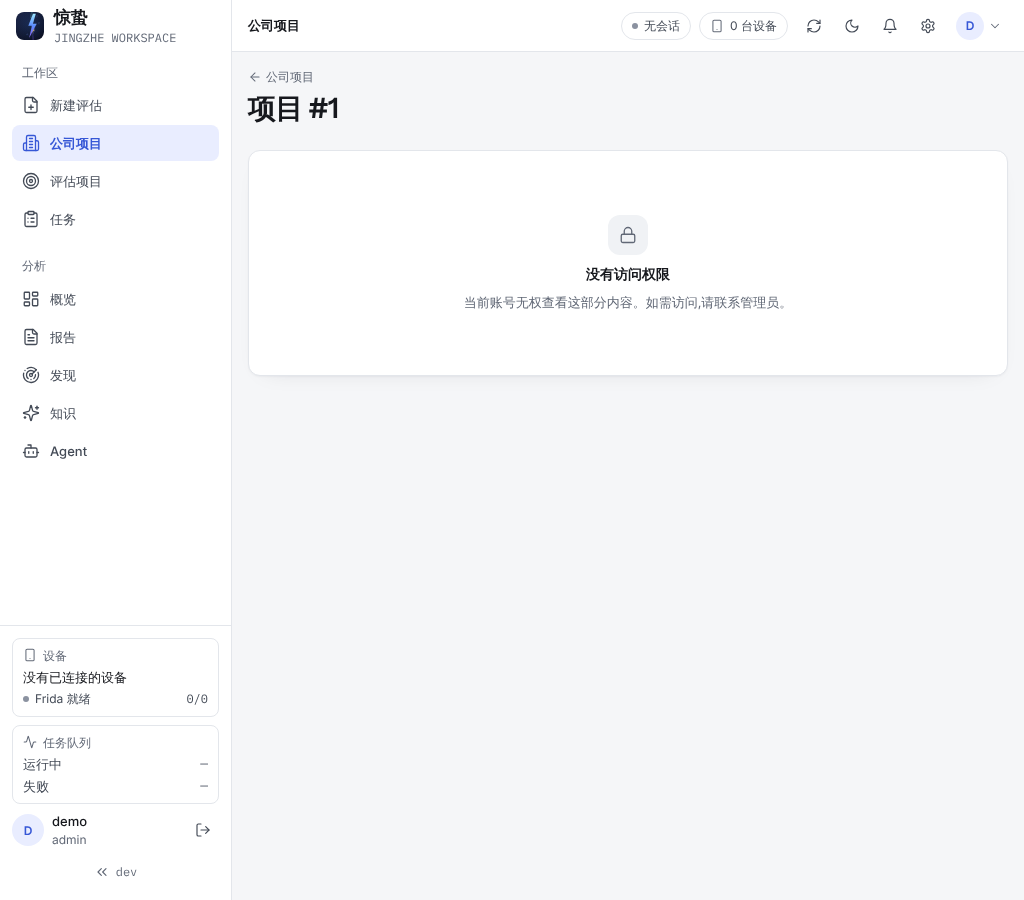 惊蛰
JINGZHE WORKSPACE
工作区
新建评估
公司项目
评估项目
任务
分析
概览
报告
发现
知识
Agent
设备
没有已连接的设备
Frida 就绪 0/0
任务队列
运行中 —
失败 —
D
demo
admin
dev
公司项目
无会话
0 台设备
D
公司项目
项目 #1
没有访问权限
当前账号无权查看这部分内容。如需访问,请联系管理员。